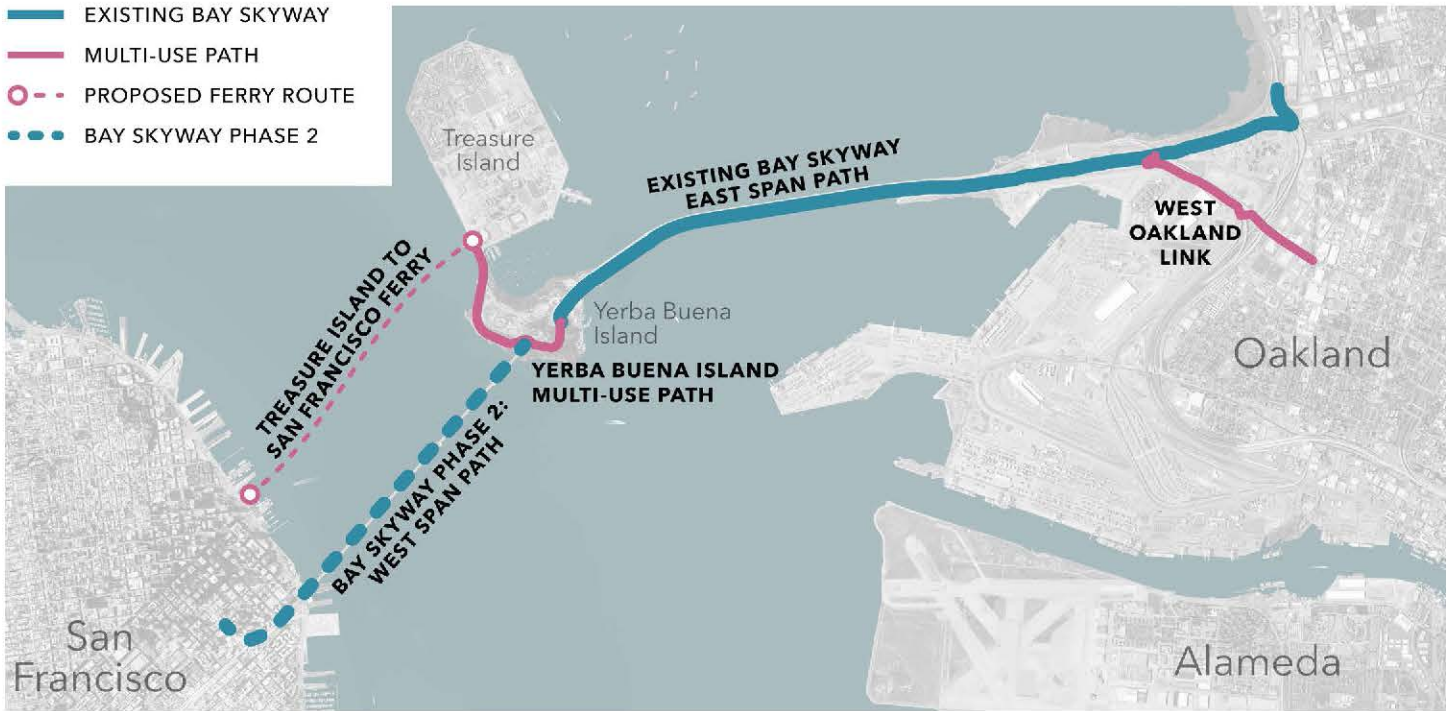 EXISTING BAY SKYWAY
MULTI-USE PATH
PROPOSED FERRY ROUTE
BAY SKYWAY PHASE 2
Treasure
Island
EXISTING BAY SKYWAY
EAST SPAN PATH
WEST
OAKLAND
LINK
TREASURE ISLAND TO
SAN FRANCISCO FERRY
Yerba Buena
Island
YERBA BUENA ISLAND
MULTI-USE PATH
Oakland
BAY SKYWAY PHASE 2:
WEST SPAN PATH
San
Francisco
Alameda